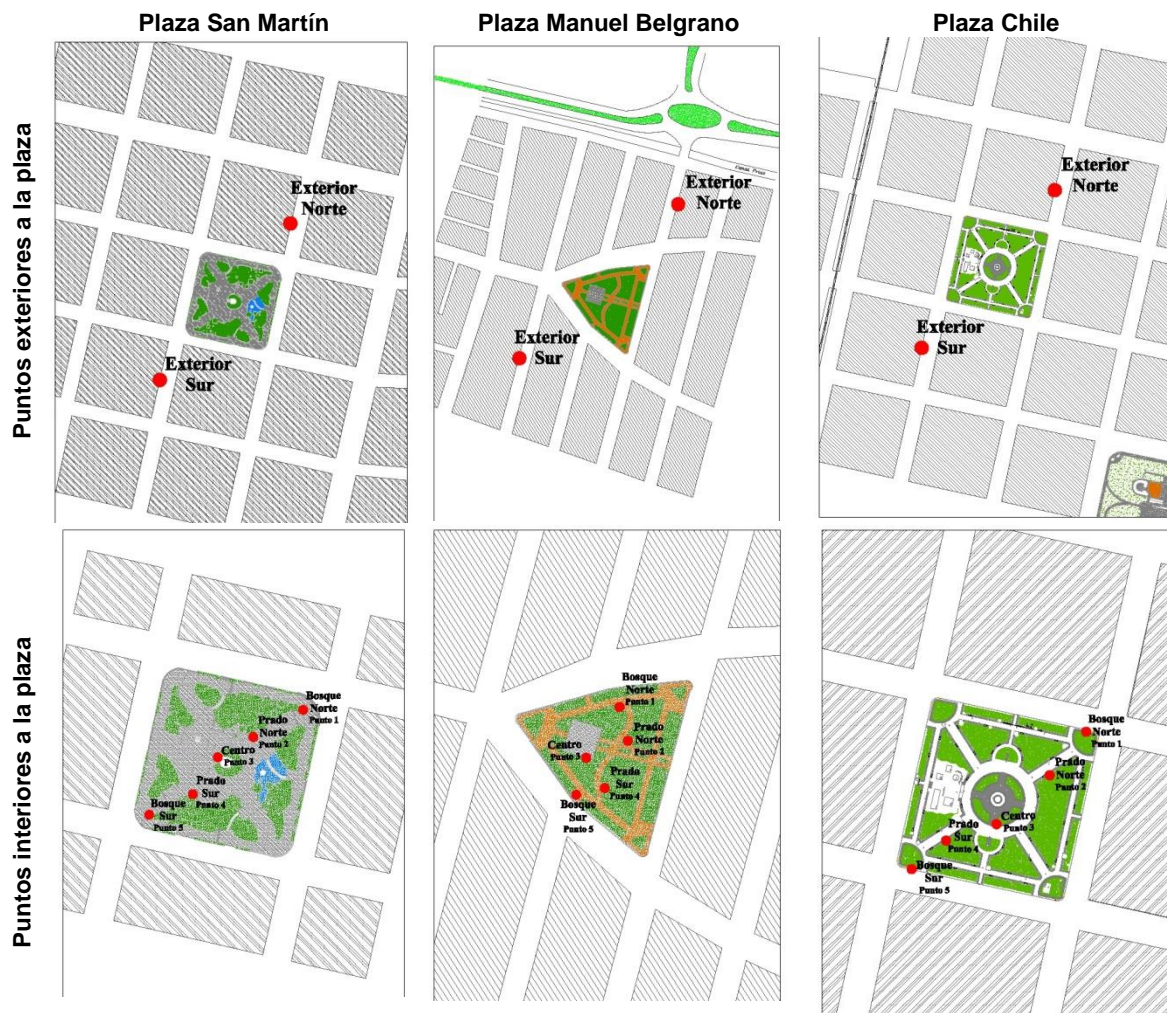 Plaza San Martín
Plaza Manuel Belgrano
Plaza Chile
Puntos exteriores a la plaza
Exterior
Norte
Exterior
Sur
Exterior
Norte
Exterior
Sur
Exterior
Norte
Exterior
Sur
Puntos interiores a la plaza
Bosque
Norte
Punto 1
Prado
Norte
Punto 2
Centro
Punto 3
Prado
Sur
Punto 4
Bosque
Sur
Punto 5
Bosque
Norte
Punto 1
Prado
Norte
Punto 2
Centro
Punto 3
Prado
Sur
Punto 4
Bosque
Sur
Punto 5
Bosque
Norte
Punto 1
Prado
Norte
Punto 2
Centro
Punto 3
Prado
Sur
Punto 4
Bosque
Sur
Punto 5